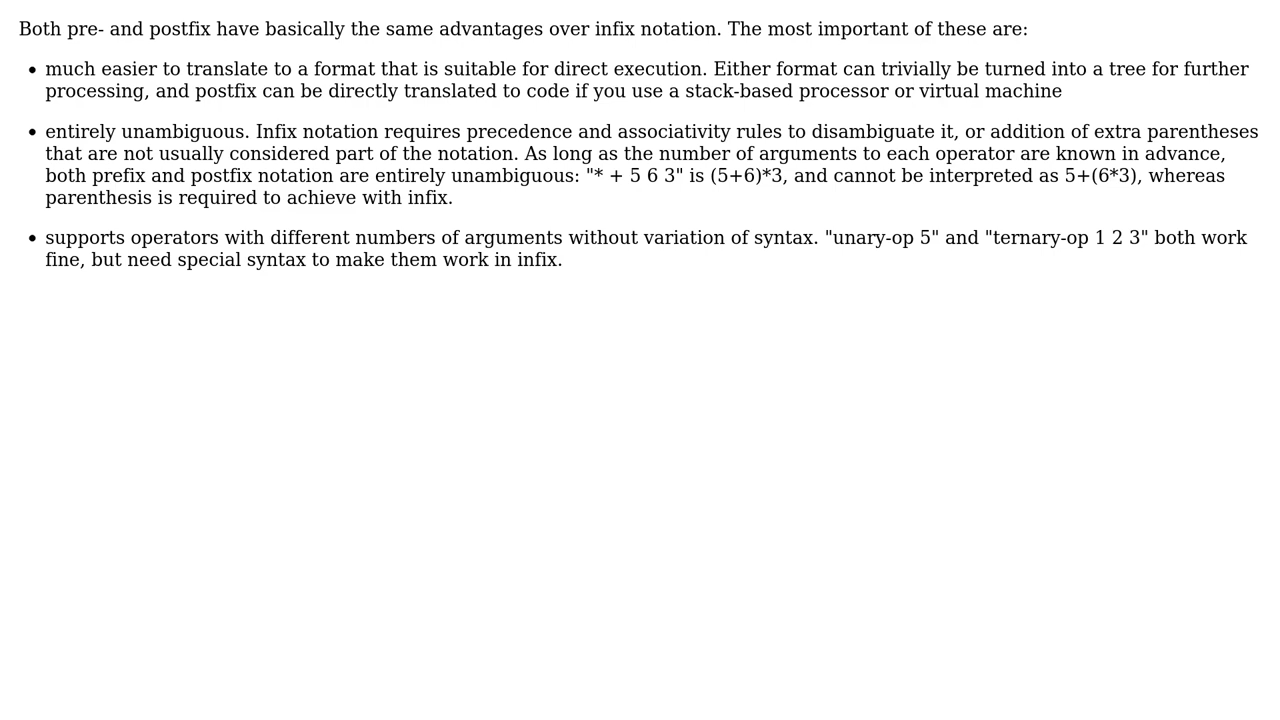 Both pre- and postfix have basically the same advantages over infix notation. The most important of these are:
• much easier to translate to a format that is suitable for direct execution. Either format can trivially be turned into a tree for further
processing, and postfix can be directly translated to code if you use a stack-based processor or virtual machine
• entirely unambiguous. Infix notation requires precedence and associativity rules to disambiguate it, or addition of extra parentheses
that are not usually considered part of the notation. As long as the number of arguments to each operator are known in advance,
both prefix and postfix notation are entirely unambiguous: "* + 5 6 3" is (5+6)*3, and cannot be interpreted as 5+(6*3), whereas
parenthesis is required to achieve with infix.
• supports operators with different numbers of arguments without variation of syntax. "unary-op 5" and "ternary-op 1 2 3" both work
fine, but need special syntax to make them work in infix.